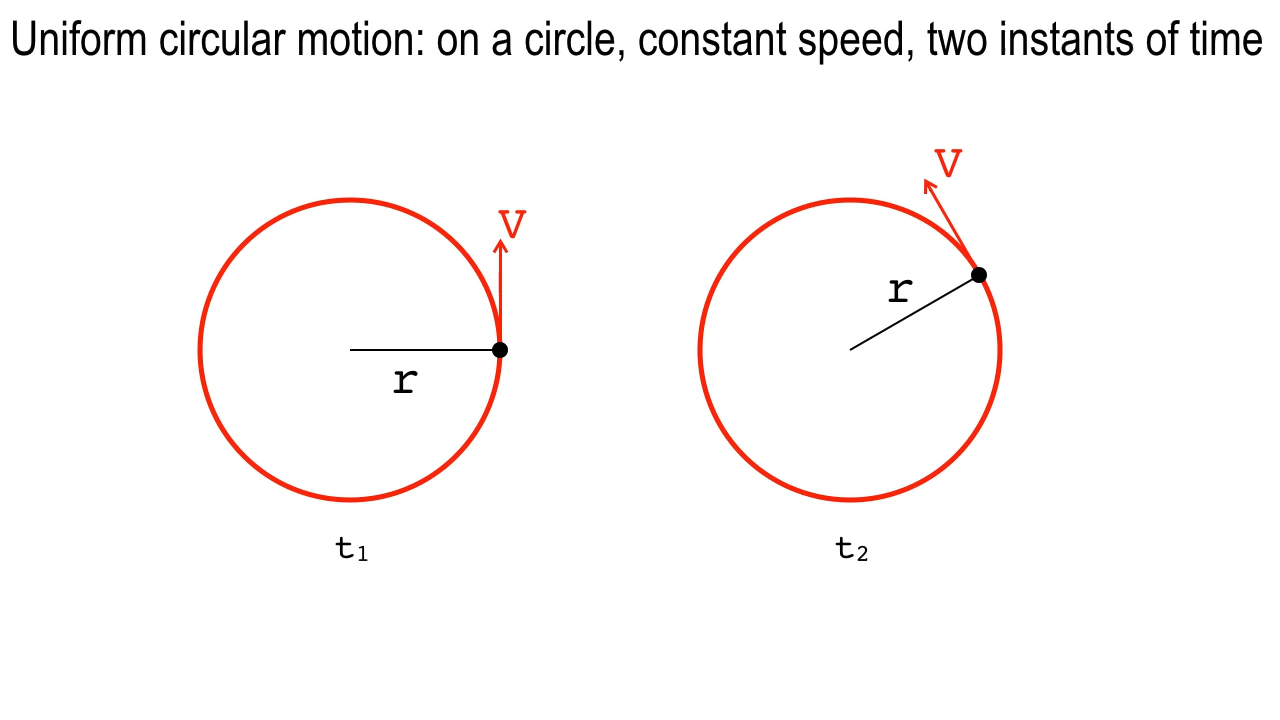 Uniform circular motion: on a circle, constant speed, two instants of time
v
r
t₁
v
r
t₂